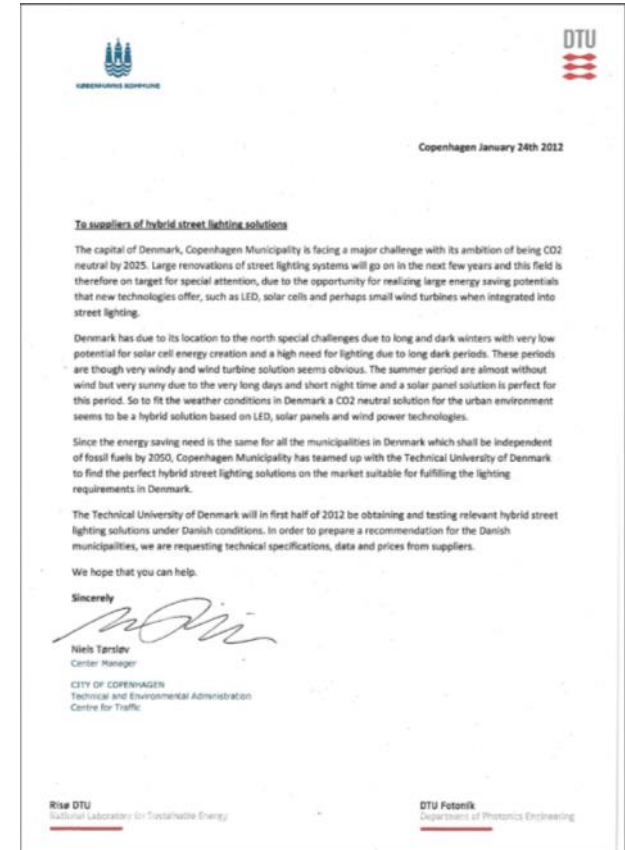 DTU
KØBENHAVNS KOMMUNE
Copenhagen January 24th 2012
To suppliers of hybrid street lighting solutions
The capital of Denmark, Copenhagen Municipality is facing a major challenge with its ambition of being CO2
neutral by 2025. Large renovations of street lighting systems will go on in the next few years and this field is
therefore on target for special attention, due to the opportunity for realizing large energy saving potentials
that new technologies offer, such as LED, solar cells and perhaps small wind turbines when integrated into
street lighting.
Denmark has due to its location to the north special challenges due to long and dark winters with very low
potential for solar cell energy creation and a high need for lighting due to long dark periods. These periods
are though very windy and wind turbine solution seems obvious. The summer period are almost without
wind but very sunny due to the very long days and short night time and a solar panel solution is perfect for
this period. So to fit the weather conditions in Denmark a CO2 neutral solution for the urban environment
seems to be a hybrid solution based on LED, solar panels and wind power technologies.
Since the energy saving need is the same for all the municipalities in Denmark which shall be independent
of fossil fuels by 2050, Copenhagen Municipality has teamed up with the Technical University of Denmark
to find the perfect hybrid street lighting solutions on the market suitable for fulfilling the lighting
requirements in Denmark.
The Technical University of Denmark will in first half of 2012 be obtaining and testing relevant hybrid street
lighting solutions under Danish conditions. In order to prepare a recommendation for the Danish
municipalities, we are requesting technical specifications, data and prices from suppliers.
We hope that you can help.
Sincerely
Niels Tørsløv
Center Manager
CITY OF COPENHAGEN
Technical and Environmental Administration
Centre for Traffic
Risø DTU
National Laboratory for Sustainable Energy
DTU Fotonik
Department of Photonics Engineering